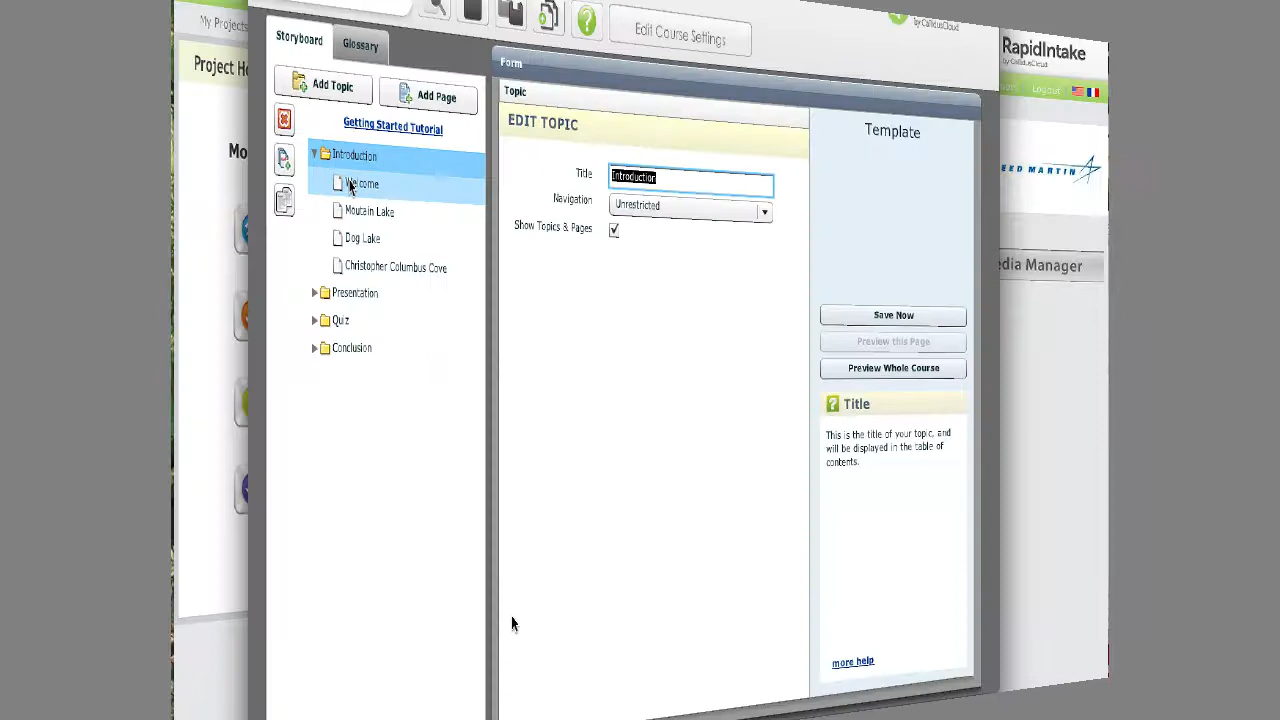 My Projects
Project
Edit Course Settings
by CallidusCloud
RapidIntake
by CallidusCloud
Logout
Storyboard
Glossary
Add Topic
Add Page
Getting Started Tutorial
Introduction
Welcome
Moutain Lake
Dog Lake
Christopher Columbus Cove
Presentation
Quiz
Conclusion
Form
Topic
EDIT TOPIC
Title
Introduction
Navigation
Unrestricted
Show Topics & Pages
Template
Save Now
Preview this Page
Preview Whole Course
Title
This is the title of your topic, and
will be displayed in the table of
contents.
more help
EED MARTIN
edia Manager